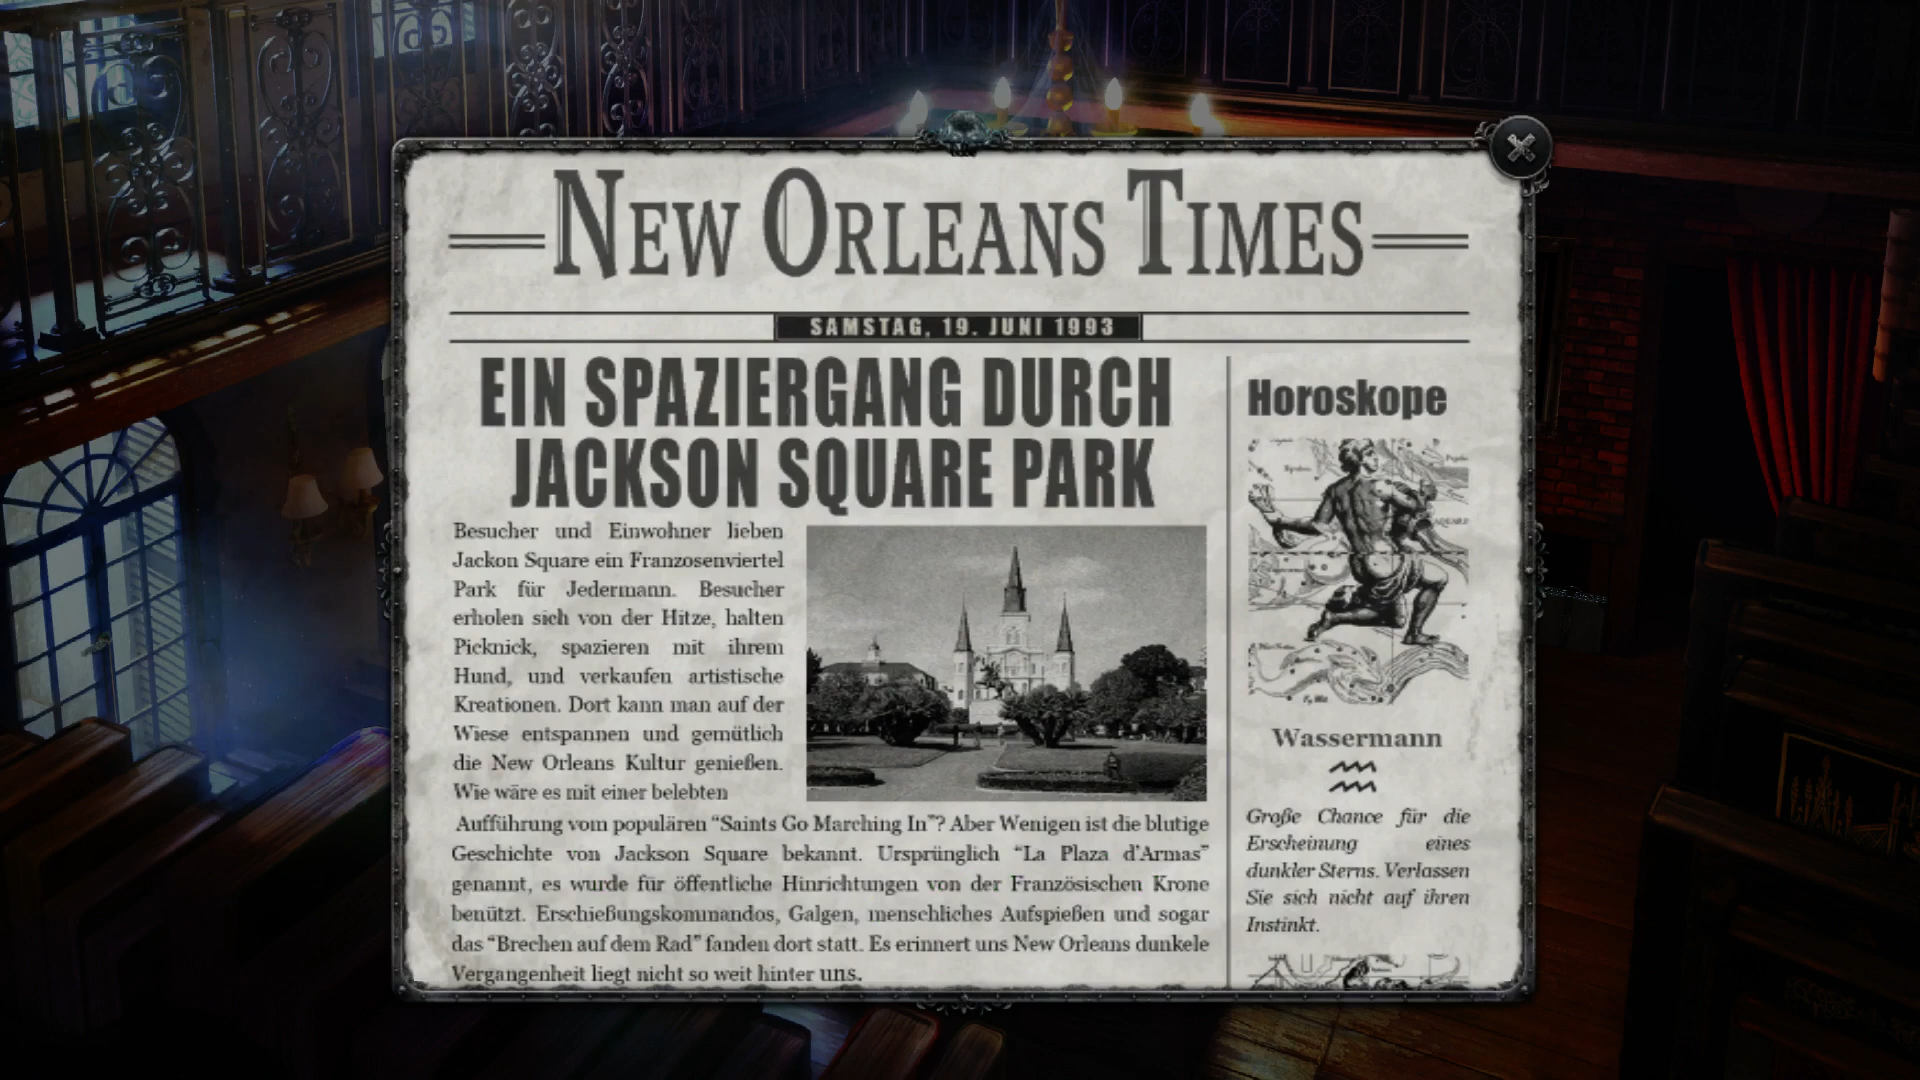 NEW ORLEANS TIMES
SAMSTAG, 19. JUNI 1993
EIN SPAZIERGANG DURCH
JACKSON SQUARE PARK
Besucher und Einwohner lieben
Jackon Square ein Franzosenviertel
Park für Jedermann. Besucher
erholen sich von der Hitze, halten
Picknick, spazieren mit ihrem
Hund, und verkaufen artistische
Kreationen. Dort kann man auf der
Wiese entspannen und gemütlich
die New Orleans Kultur genießen.
Wie wäre es mit einer belebten
Aufführung vom populären “Saints Go Marching In”? Aber Wenigen ist die blutige
Geschichte von Jackson Square bekannt. Ursprünglich “La Plaza d’Armas”
genannt, es wurde für öffentliche Hinrichtungen von der Französischen Krone
benützt. Erschießungskommandos, Galgen, menschliches Aufspießen und sogar
das “Brechen auf dem Rad” fanden dort statt. Es erinnert uns New Orleans dunkele
Vergangenheit liegt nicht so weit hinter uns.
Horoskope
Wassermann
Große Chance für die
Erscheinung eines
dunkler Sterns. Verlassen
Sie sich nicht auf ihren
Instinkt.